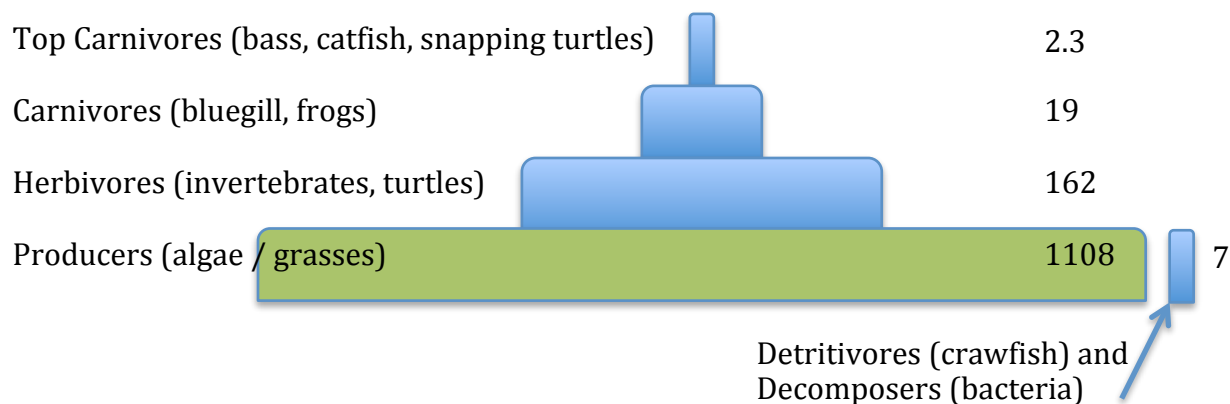 Top Carnivores (bass, catfish, snapping turtles) 2.3
Carnivores (bluegill, frogs) 19
Herbivores (invertebrates, turtles) 162
Producers (algae / grasses) 1108 7
Detritivores (crawfish) and
Decomposers (bacteria)